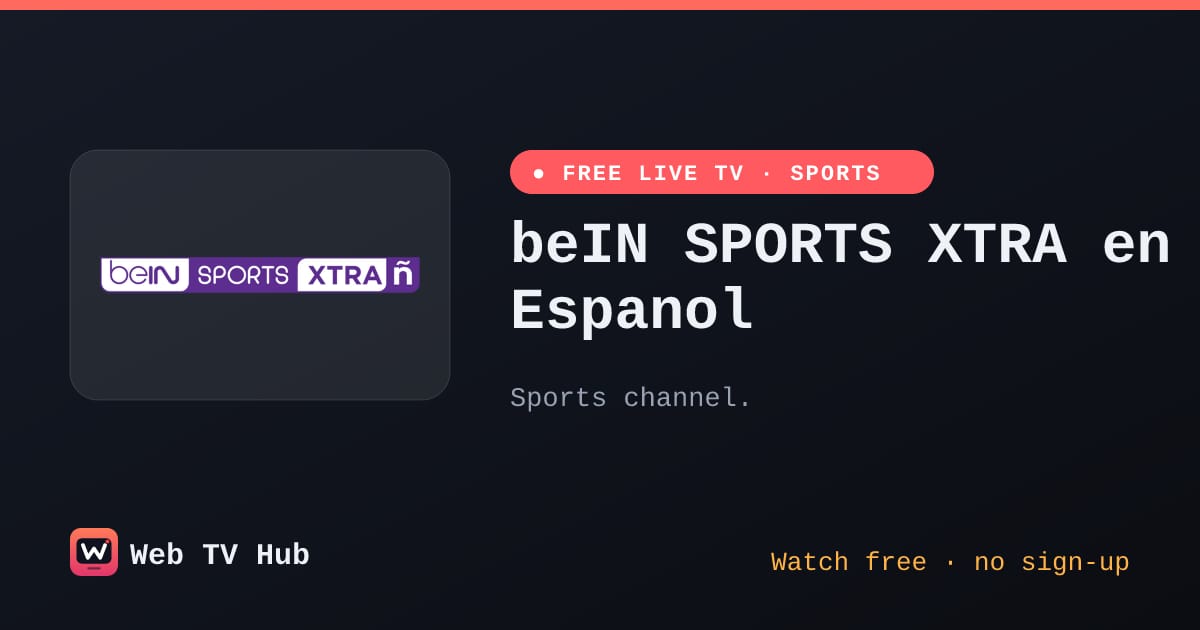 beIN SPORTS XTRA ñ
● FREE LIVE TV · SPORTS
beIN SPORTS XTRA en
Espanol
Sports channel.
W
Web TV Hub
Watch free · no sign-up